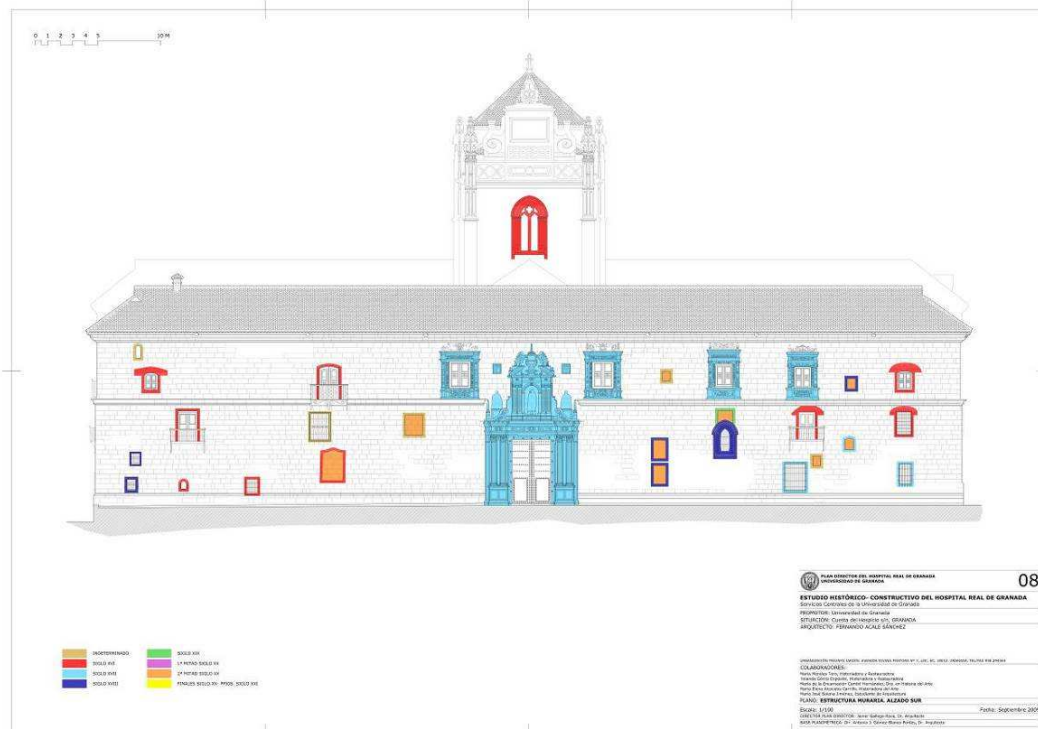 0 1 2 3 4 5 10 M
INDETERMINADO
SIGLO XVI
SIGLO XVII
SIGLO XVIII
SIGLO XIX
1ª MITAD SIGLO XX
2ª MITAD SIGLO XX
FINALES SIGLO XX- PPIOS. SIGLO XXI
PLAN DIRECTOR DEL HOSPITAL REAL DE GRANADA
UNIVERSIDAD DE GRANADA
08
ESTUDIO HISTÓRICO- CONSTRUCTIVO DEL HOSPITAL REAL DE GRANADA
Servicios Centrales de la Universidad de Granada
PROMOTOR: Universidad de Granada
SITUACIÓN: Cuesta del Hospicio s/n, GRANADA
ARQUITECTO: FERNANDO ACALE SÁNCHEZ
COLABORADORES:
PLANO: ESTRUCTURA MURARIA. ALZADO SUR
Escala: 1/100
Fecha: Septiembre 2009